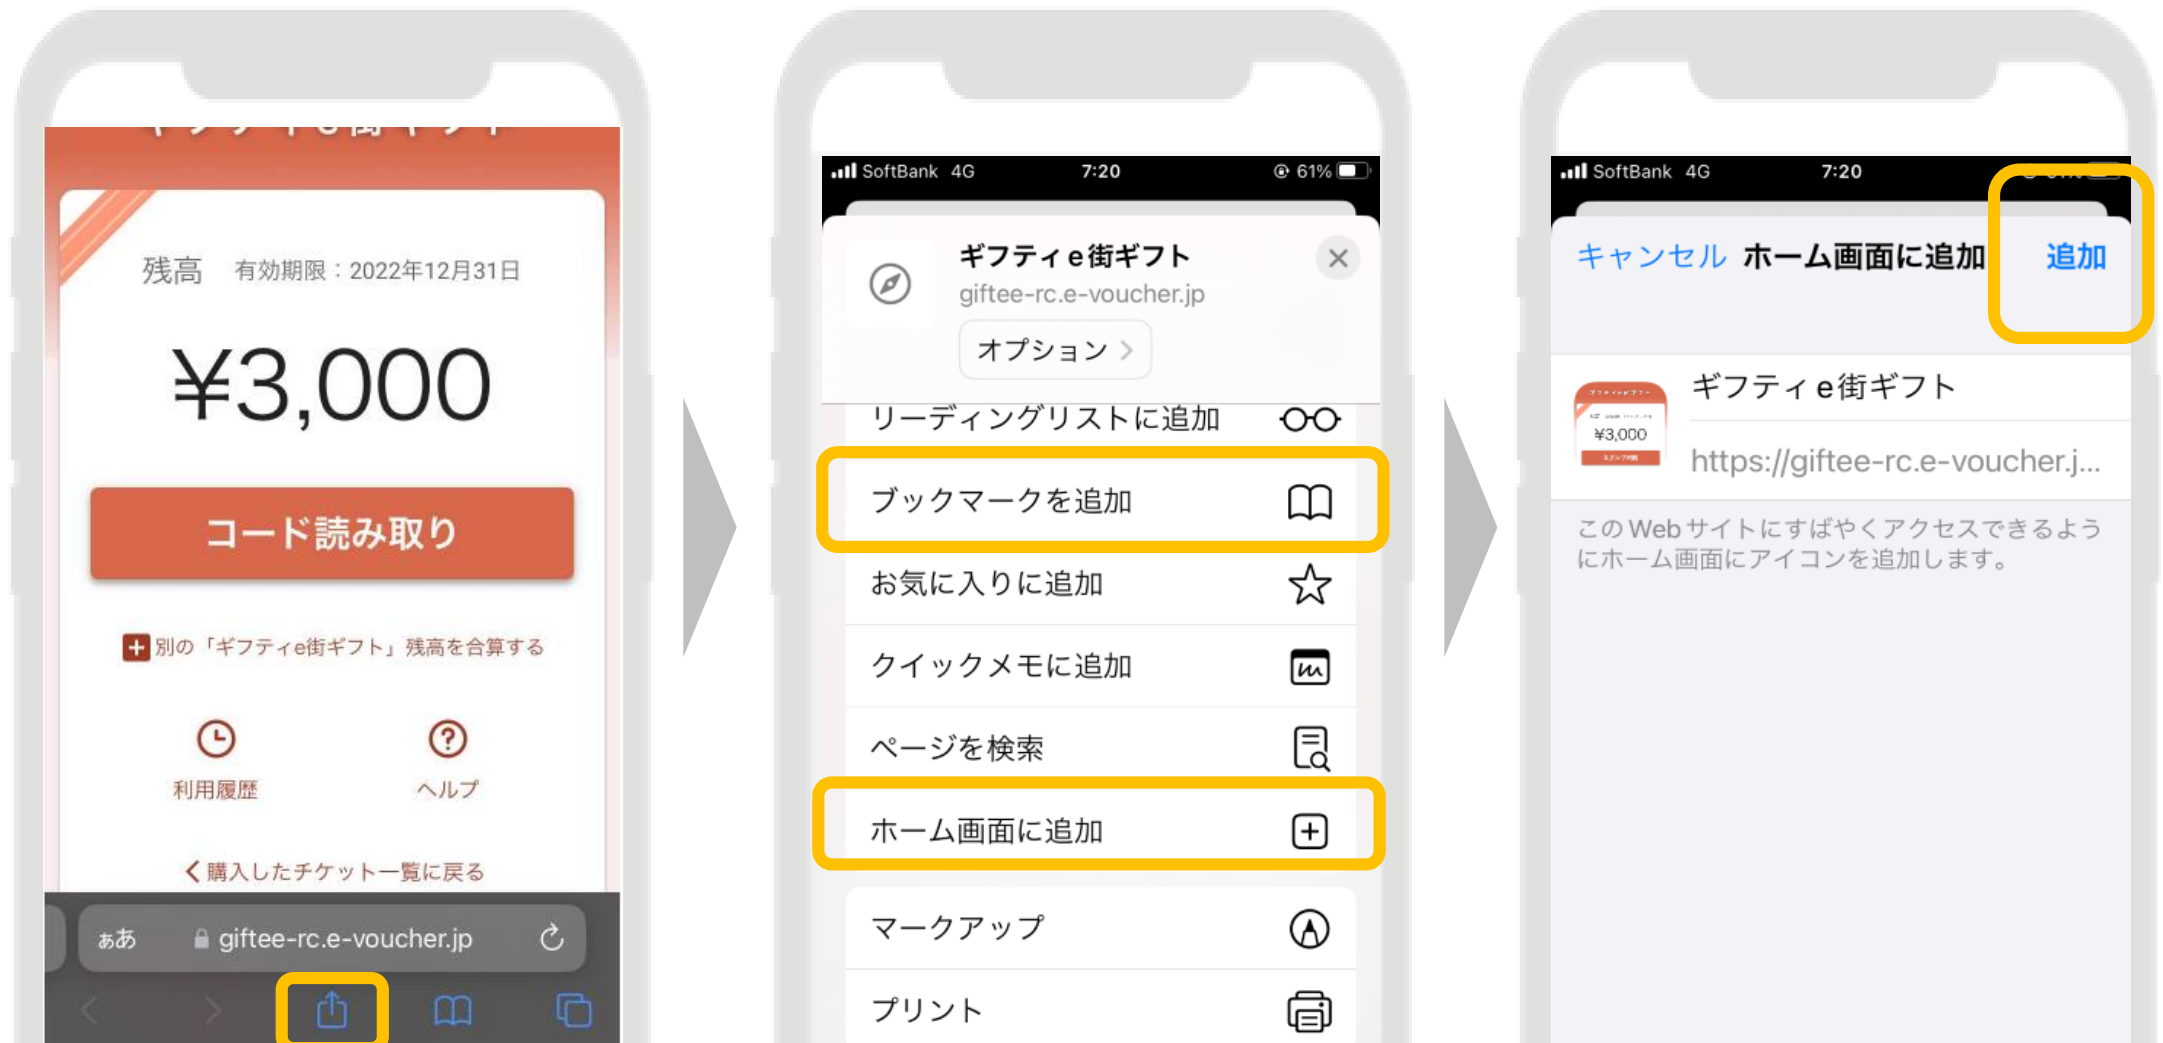 ギフティe街ギフト
残高 有効期限：2022年12月31日
¥3,000
コード読み取り
別の「ギフティe街ギフト」残高を合算する
利用履歴 ヘルプ
購入したチケット一覧に戻る
ぁあ giftee-rc.e-voucher.jp
SoftBank 4G 7:20 61%
ギフティe街ギフト
giftee-rc.e-voucher.jp
オプション
リーディングリストに追加
ブックマークを追加
お気に入りに追加
クイックメモに追加
ページを検索
ホーム画面に追加
マークアップ
プリント
SoftBank 4G 7:20
キャンセル ホーム画面に追加 追加
ギフティe街ギフト
¥3,000
https://giftee-rc.e-voucher.j...
このWebサイトにすばやくアクセスできるよう
にホーム画面にアイコンを追加します。